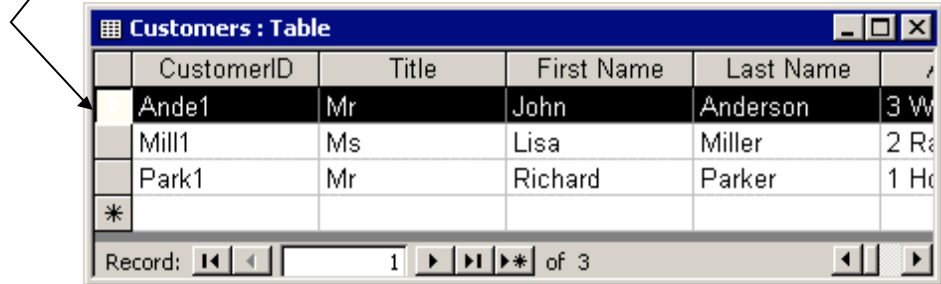 Customers : Table
CustomerID Title First Name Last Name
Ande1 Mr John Anderson 3 W
Mill1 Ms Lisa Miller 2 Ra
Park1 Mr Richard Parker 1 Ho
Record: 1 of 3